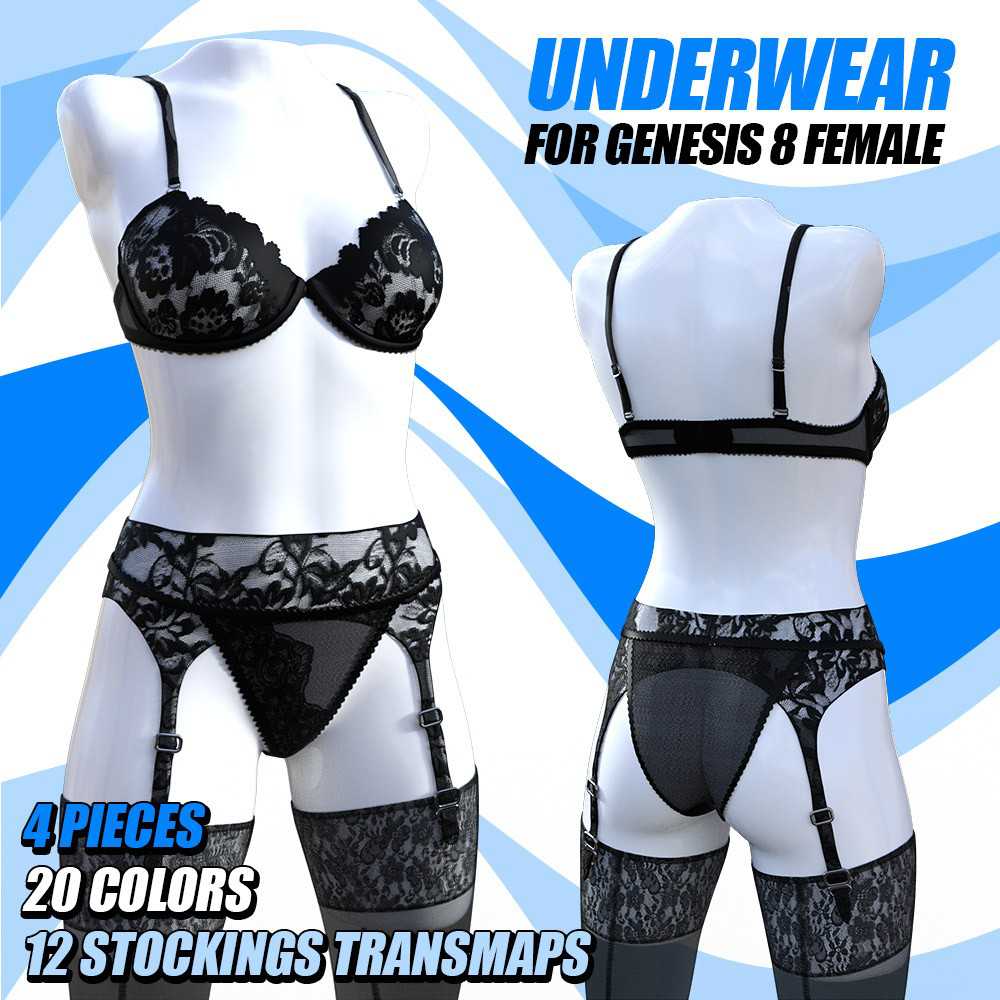 UNDERWEAR
FOR GENESIS 8 FEMALE
4 PIECES
20 COLORS
12 STOCKINGS TRANSMAPS